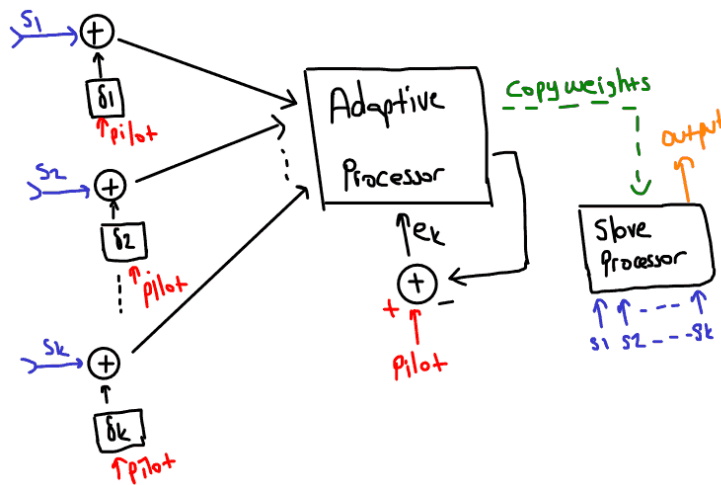 S1
+
δ1
pilot
S2
+
δ2
pilot
Sk
+
δk
pilot
Adaptive
Processor
ek
+
+
-
Pilot
Copy weights
output
Slave
Processor
S1 S2 ---- Sk